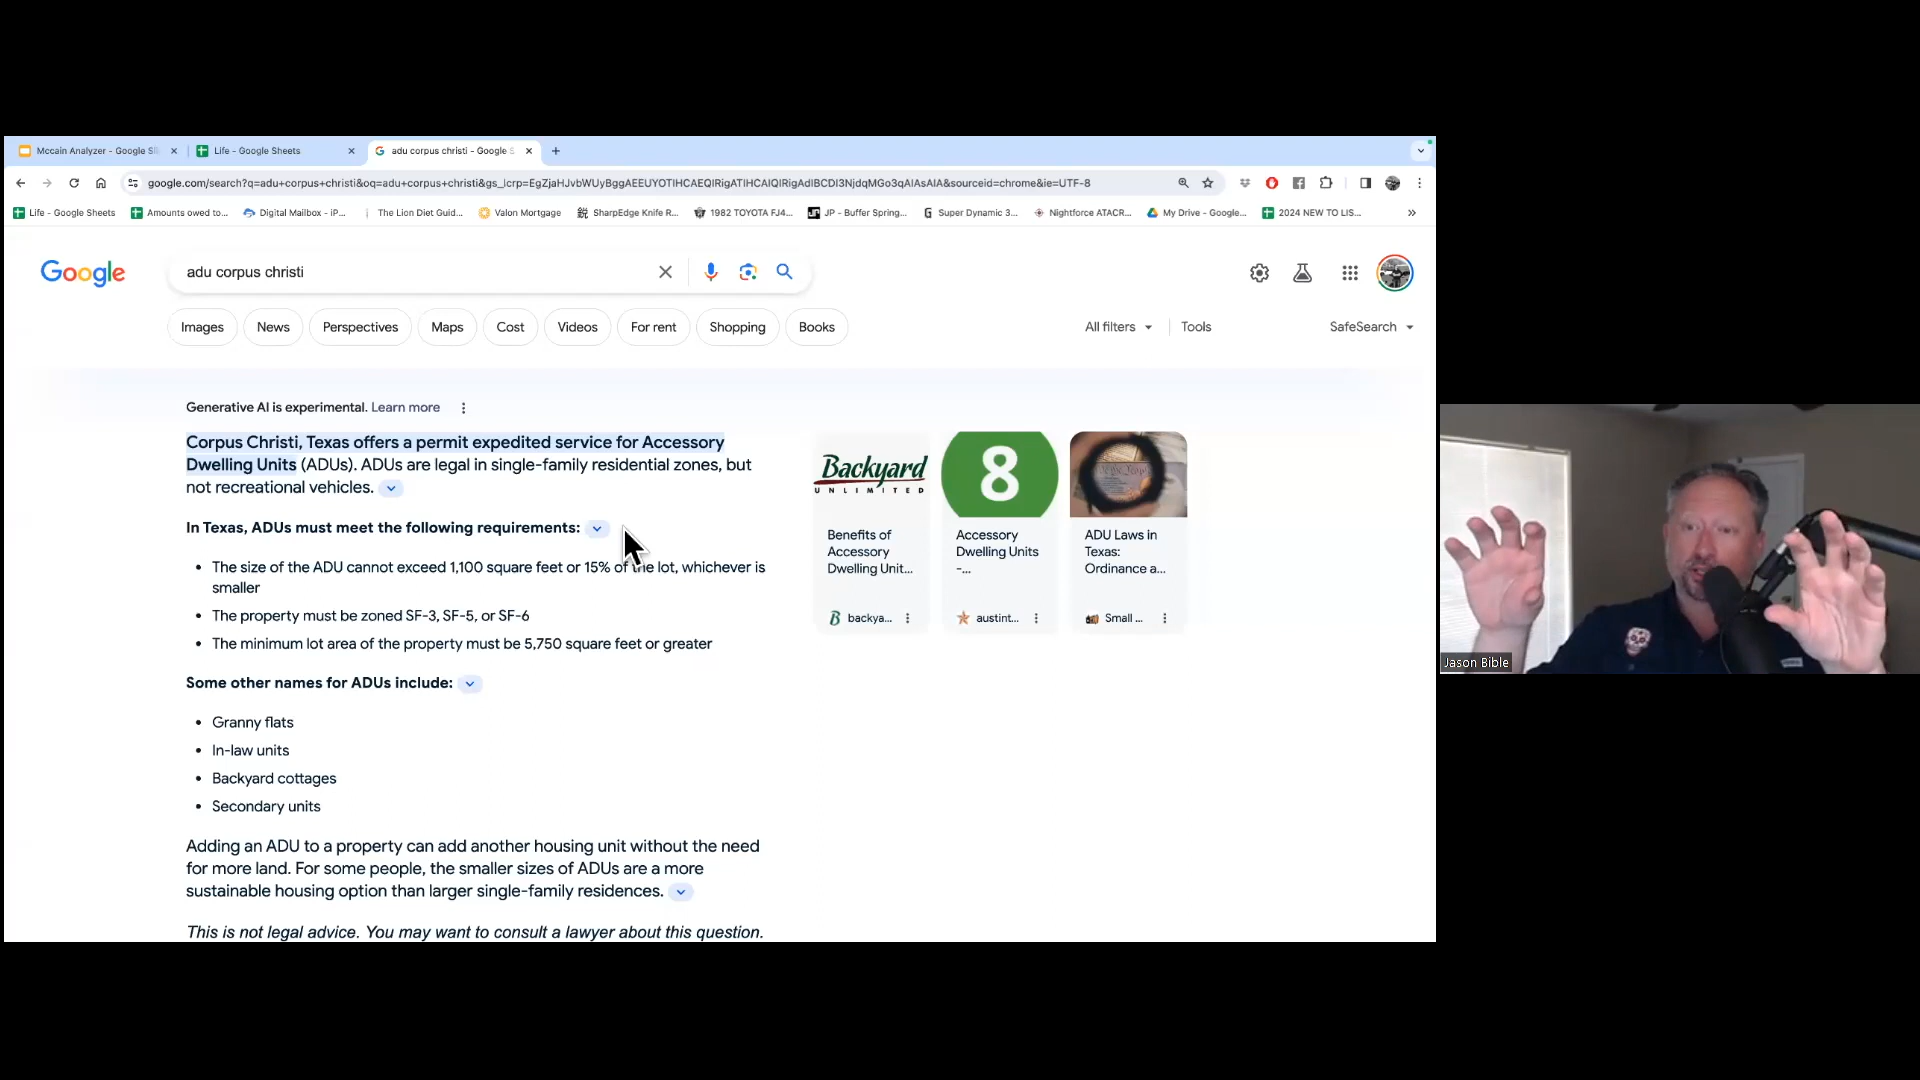 Mccain Analyzer - Google Sli
Life - Google Sheets
adu corpus christi - Google S
google.com/search?q=adu+corpus+christi&oq=adu+corpus+christi&gs_lcrp=EgZjaHJvbWUyBggAEEUYOTIHCAEQIRigATIHCAIQIRigAdIBCDI3NjdqMGo3qAIAsAIA&sourceid=chrome&ie=UTF-8
Life - Google Sheets
Amounts owed to...
Digital Mailbox - iP...
The Lion Diet Guid...
Valon Mortgage
SharpEdge Knife R...
1982 TOYOTA FJ4...
JP - Buffer Spring...
Super Dynamic 3...
Nightforce ATACR...
My Drive - Google...
2024 NEW TO LIS...
Google
adu corpus christi
Images
News
Perspectives
Maps
Cost
Videos
For rent
Shopping
Books
All filters
Tools
SafeSearch
Generative AI is experimental. Learn more
Corpus Christi, Texas offers a permit expedited service for Accessory
Dwelling Units (ADUs). ADUs are legal in single-family residential zones, but
not recreational vehicles.
In Texas, ADUs must meet the following requirements:
• The size of the ADU cannot exceed 1,100 square feet or 15% of the lot, whichever is
smaller
• The property must be zoned SF-3, SF-5, or SF-6
• The minimum lot area of the property must be 5,750 square feet or greater
Some other names for ADUs include:
• Granny flats
• In-law units
• Backyard cottages
• Secondary units
Adding an ADU to a property can add another housing unit without the need
for more land. For some people, the smaller sizes of ADUs are a more
sustainable housing option than larger single-family residences.
This is not legal advice. You may want to consult a lawyer about this question.
Backyard
UNLIMITED
Benefits of
Accessory
Dwelling Unit...
backya...
8
Accessory
Dwelling Units
-...
austint...
ADU Laws in
Texas:
Ordinance a...
Small ...
Jason Bible